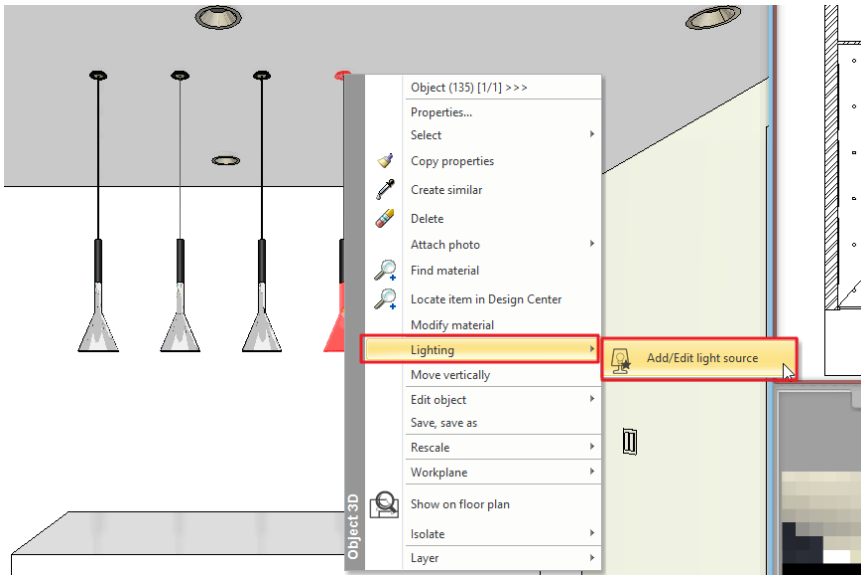 Object (135) [1/1] >>>
Properties...
Select
Copy properties
Create similar
Delete
Attach photo
Find material
Locate item in Design Center
Modify material
Lighting
Add/Edit light source
Move vertically
Edit object
Save, save as
Rescale
Workplane
Show on floor plan
Isolate
Layer
Object 3D